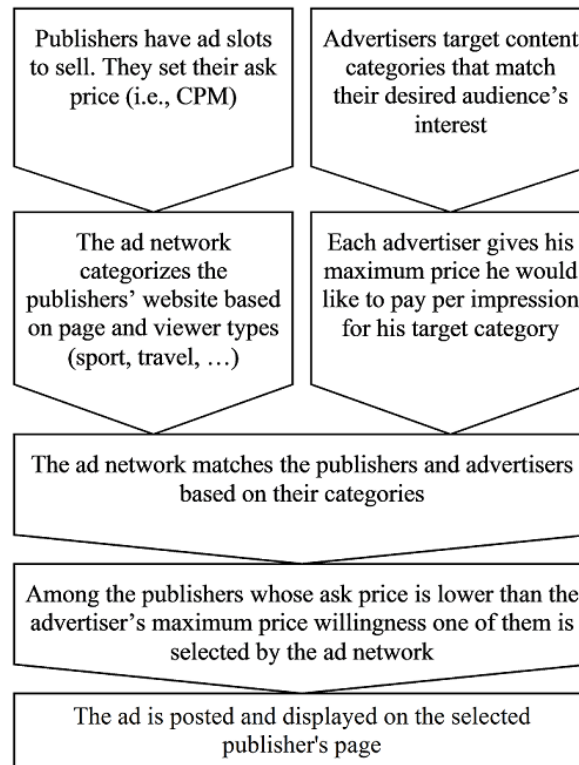 Publishers have ad slots
to sell. They set their ask
price (i.e., CPM)
Advertisers target content
categories that match
their desired audience's
interest
The ad network
categorizes the
publishers' website based
on page and viewer types
(sport, travel, …)
Each advertiser gives his
maximum price he would
like to pay per impression
for his target category
The ad network matches the publishers and advertisers
based on their categories
Among the publishers whose ask price is lower than the
advertiser's maximum price willingness one of them is
selected by the ad network
The ad is posted and displayed on the selected
publisher's page